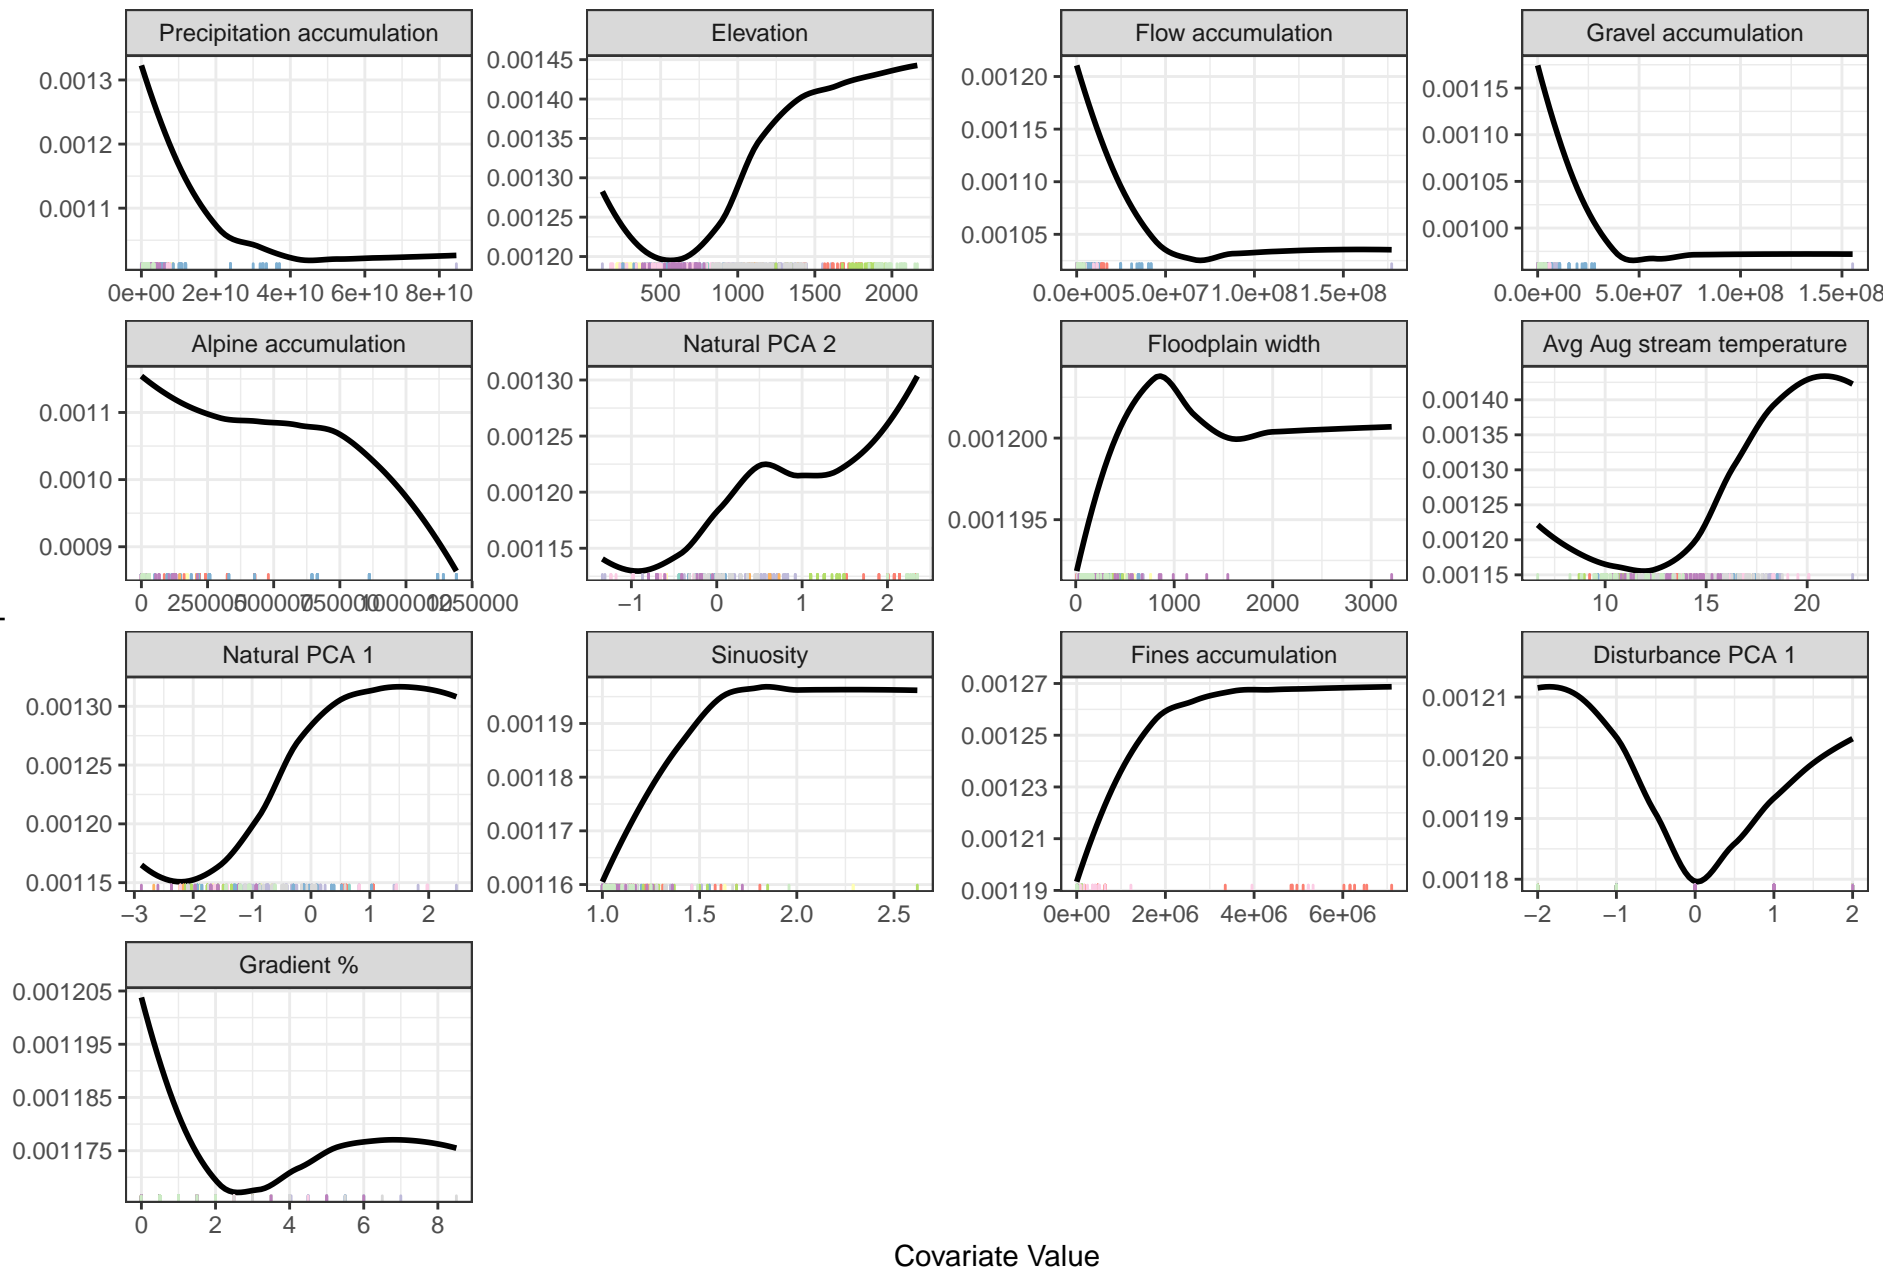 Precipitation accumulation
0.0013
0.0012
0.0011
0e+00 2e+10 4e+10 6e+10 8e+10
Elevation
0.00145
0.00140
0.00135
0.00130
0.00125
0.00120
500 1000 1500 2000
Flow accumulation
0.00120
0.00115
0.00110
0.00105
0.0e+00 5.0e+07 1.0e+08 1.5e+08
Gravel accumulation
0.00115
0.00110
0.00105
0.00100
0.0e+00 5.0e+07 1.0e+08 1.5e+08
Alpine accumulation
0.0011
0.0010
0.0009
0 250000 500000 750000 1000000 1250000
Natural PCA 2
0.00130
0.00125
0.00120
0.00115
−1 0 1 2
Floodplain width
0.001200
0.001195
0 1000 2000 3000
Avg Aug stream temperature
0.00140
0.00135
0.00130
0.00125
0.00120
0.00115
10 15 20
Natural PCA 1
0.00130
0.00125
0.00120
0.00115
−3 −2 −1 0 1 2
Sinuosity
0.00119
0.00118
0.00117
0.00116
1.0 1.5 2.0 2.5
Fines accumulation
0.00127
0.00125
0.00123
0.00121
0.00119
0e+00 2e+06 4e+06 6e+06
Disturbance PCA 1
0.00121
0.00120
0.00119
0.00118
−2 −1 0 1 2
Gradient %
0.001205
0.001195
0.001185
0.001175
0 2 4 6 8
Covariate Value